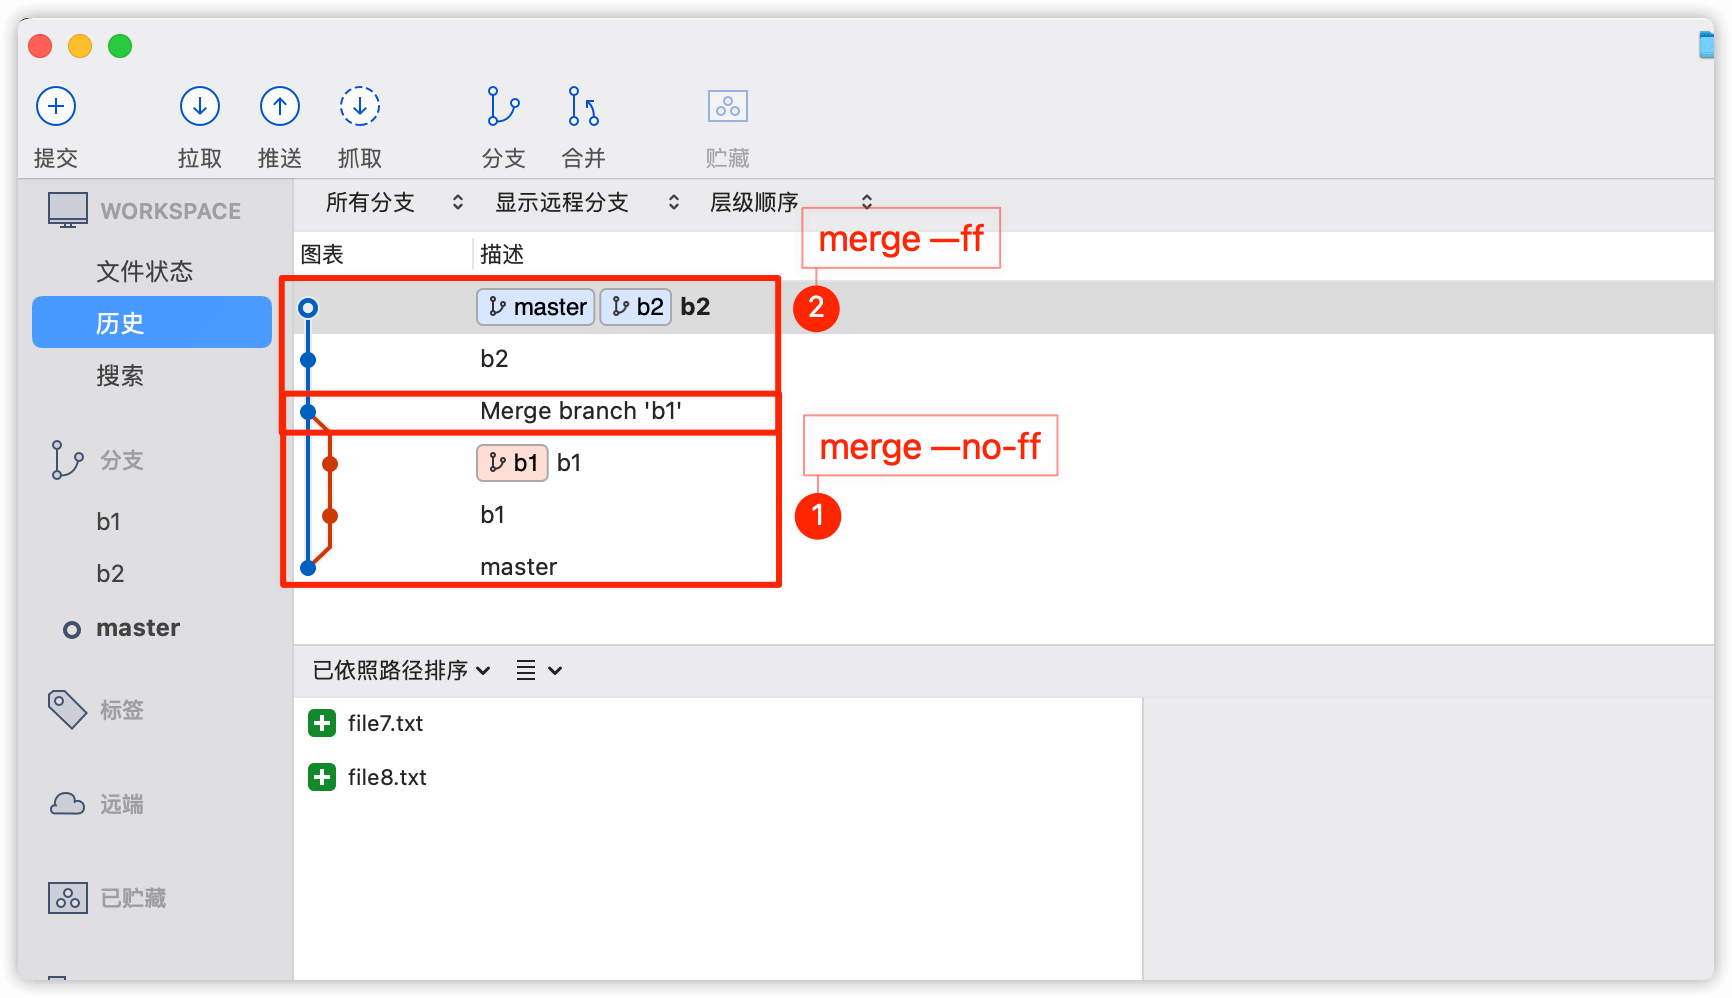 提交 拉取 推送 抓取 分支 合并 贮藏
WORKSPACE
文件状态
历史
搜索
分支
b1
b2
master
标签
远端
已贮藏
所有分支 显示远程分支 层级顺序
图表 描述
master b2 b2
b2
Merge branch 'b1'
b1 b1
b1
master
merge —ff
2
merge —no-ff
1
已依照路径排序
file7.txt
file8.txt